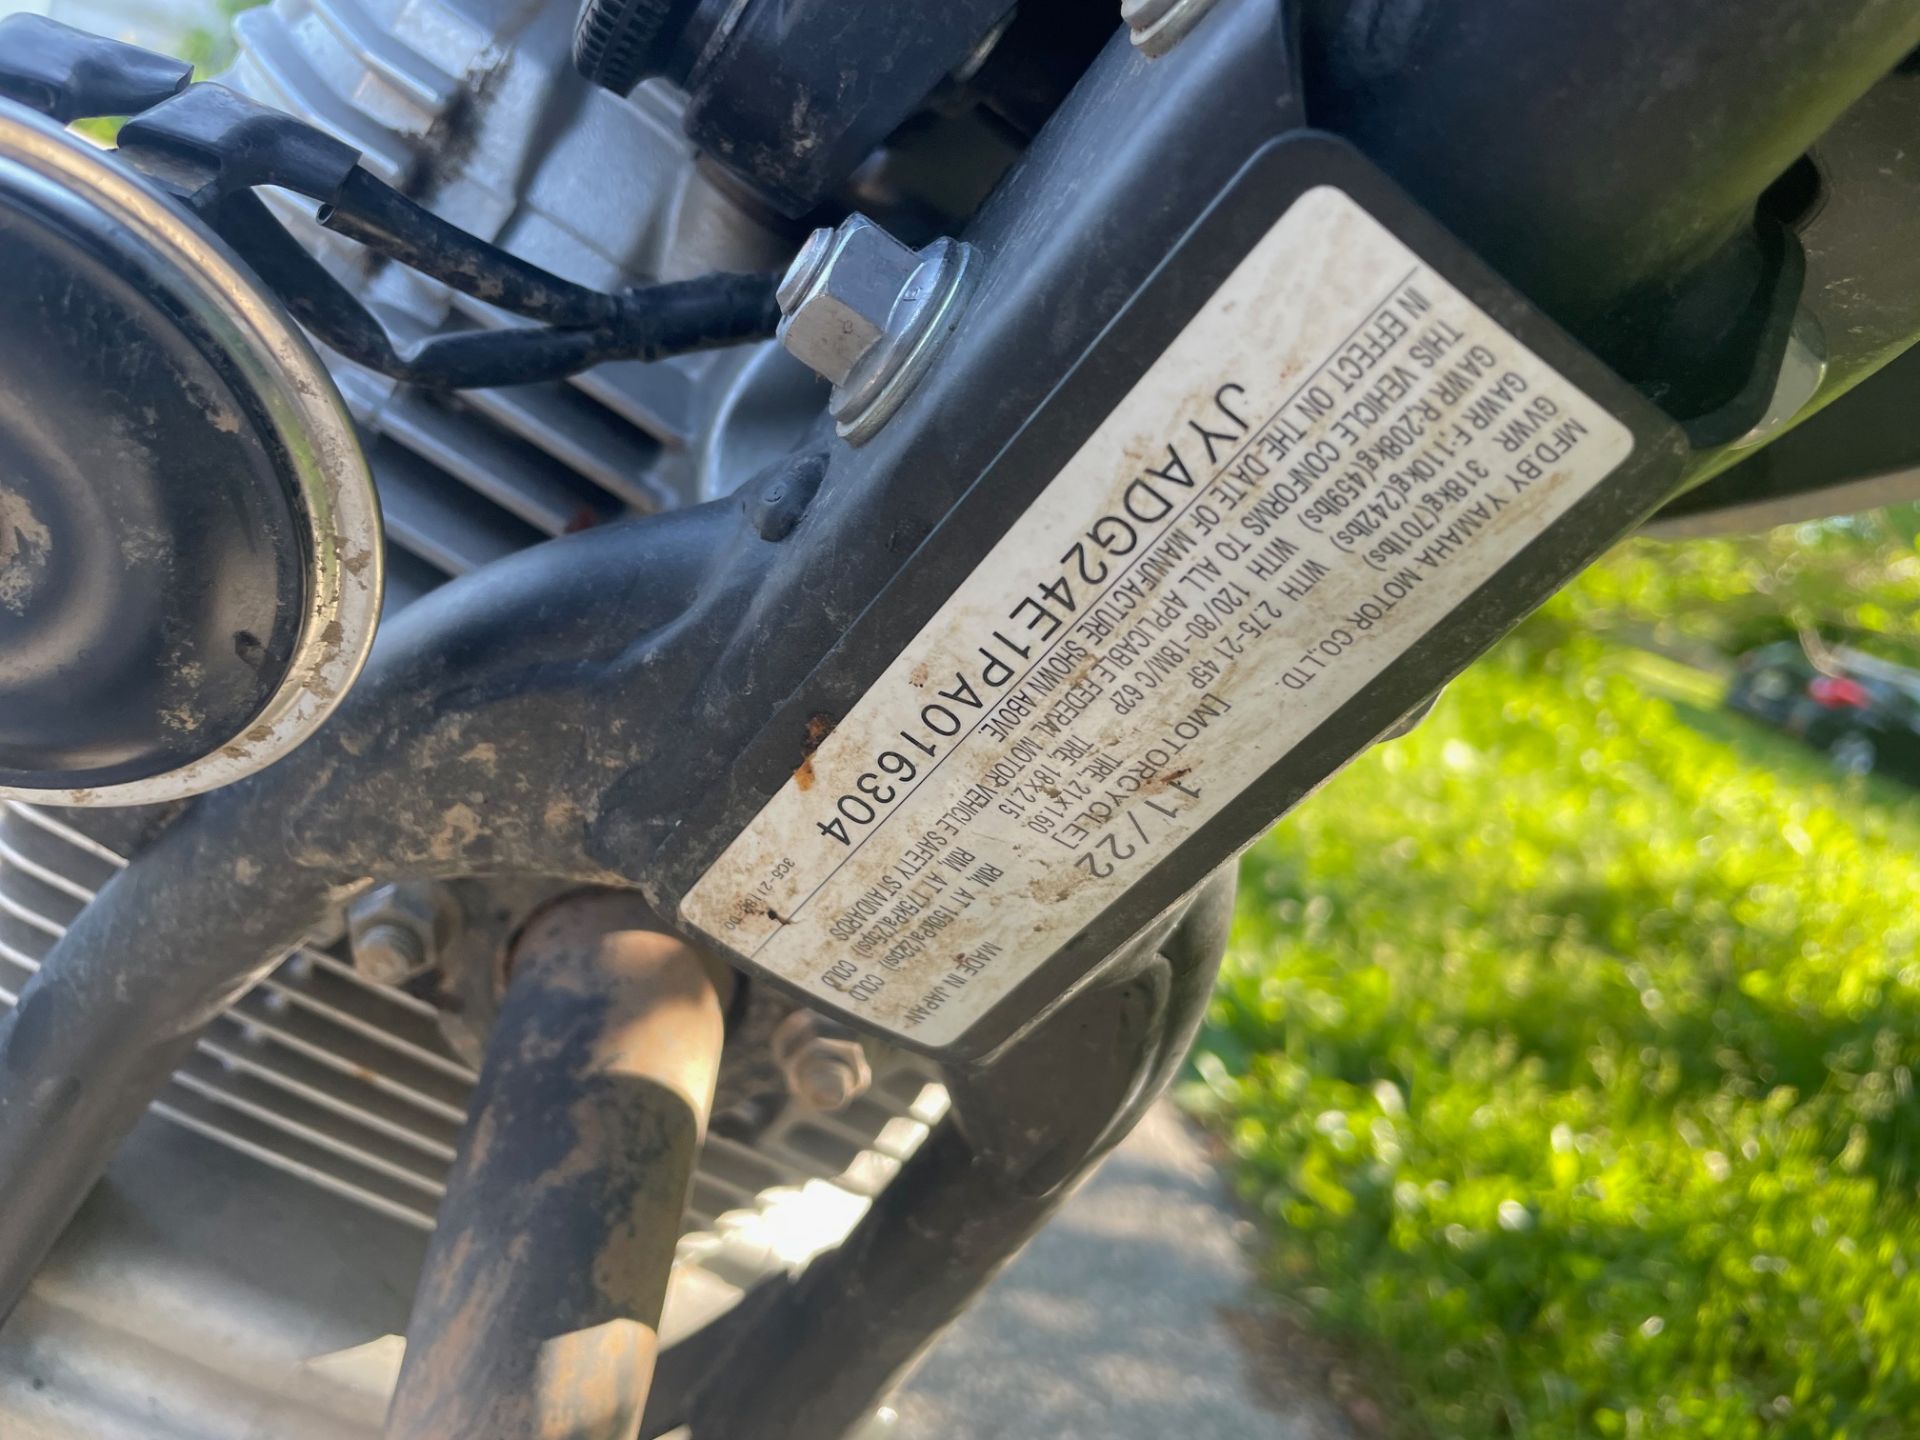 MFD.BY YAMAHA MOTOR CO.,LTD. 11/22
GVWR 318kg(701lbs) [MOTORCYCLE] MADE IN JAPAN
GAWR F:110kg(242lbs) WITH 2.75-21 45P TIRE, 21X1.60 RIM, AT 150kPa(22psi) COLD
GAWR R:208kg(459lbs) WITH 120/80-18M/C 62P TIRE, 18X2.15 RIM, AT 175kPa(25psi) COLD
THIS VEHICLE CONFORMS TO ALL APPLICABLE FEDERAL MOTOR VEHICLE SAFETY STANDARDS
IN EFFECT ON THE DATE OF MANUFACTURE SHOWN ABOVE.
JYADG24E1PA016304